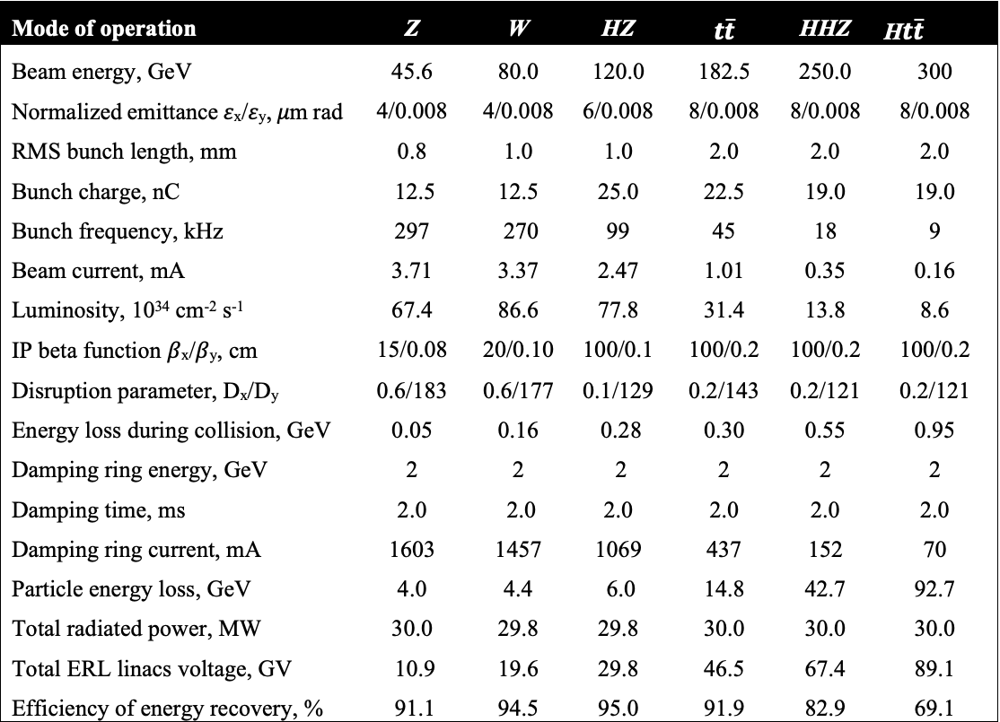 Mode of operation Z W HZ tt̄ HHZ Htt̄
Beam energy, GeV 45.6 80.0 120.0 182.5 250.0 300
Normalized emittance εx/εy, μm rad 4/0.008 4/0.008 6/0.008 8/0.008 8/0.008 8/0.008
RMS bunch length, mm 0.8 1.0 1.0 2.0 2.0 2.0
Bunch charge, nC 12.5 12.5 25.0 22.5 19.0 19.0
Bunch frequency, kHz 297 270 99 45 18 9
Beam current, mA 3.71 3.37 2.47 1.01 0.35 0.16
Luminosity, 10³⁴ cm⁻² s⁻¹ 67.4 86.6 77.8 31.4 13.8 8.6
IP beta function βx/βy, cm 15/0.08 20/0.10 100/0.1 100/0.2 100/0.2 100/0.2
Disruption parameter, Dx/Dy 0.6/183 0.6/177 0.1/129 0.2/143 0.2/121 0.2/121
Energy loss during collision, GeV 0.05 0.16 0.28 0.30 0.55 0.95
Damping ring energy, GeV 2 2 2 2 2 2
Damping time, ms 2.0 2.0 2.0 2.0 2.0 2.0
Damping ring current, mA 1603 1457 1069 437 152 70
Particle energy loss, GeV 4.0 4.4 6.0 14.8 42.7 92.7
Total radiated power, MW 30.0 29.8 29.8 30.0 30.0 30.0
Total ERL linacs voltage, GV 10.9 19.6 29.8 46.5 67.4 89.1
Efficiency of energy recovery, % 91.1 94.5 95.0 91.9 82.9 69.1